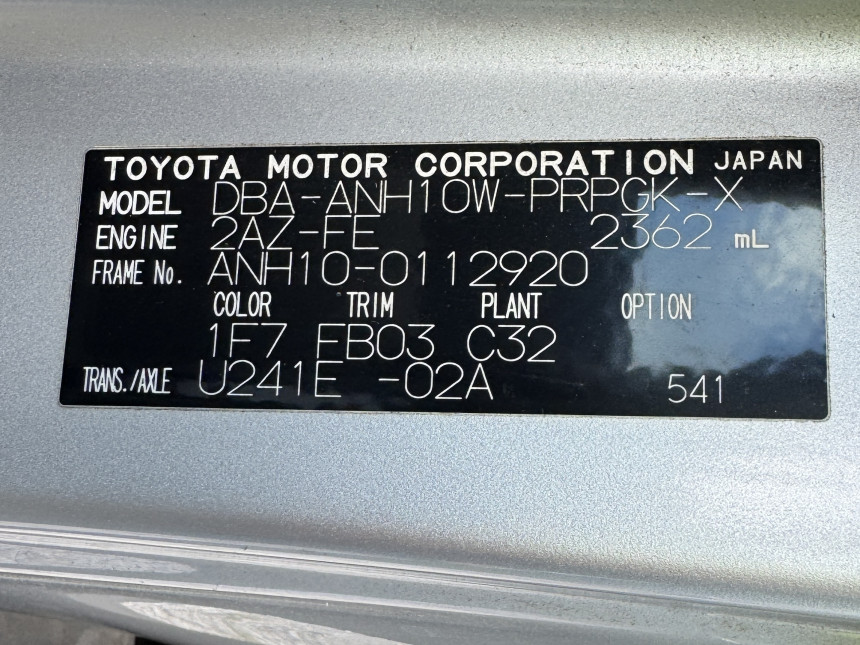 TOYOTA MOTOR CORPORATION JAPAN
MODEL DBA-ANH10W-PRPGK-X
ENGINE 2AZ-FE 2362 mL
FRAME No. ANH10-0112920
COLOR TRIM PLANT OPTION
1F7 EB03 C32
TRANS./AXLE U241E -02A 541